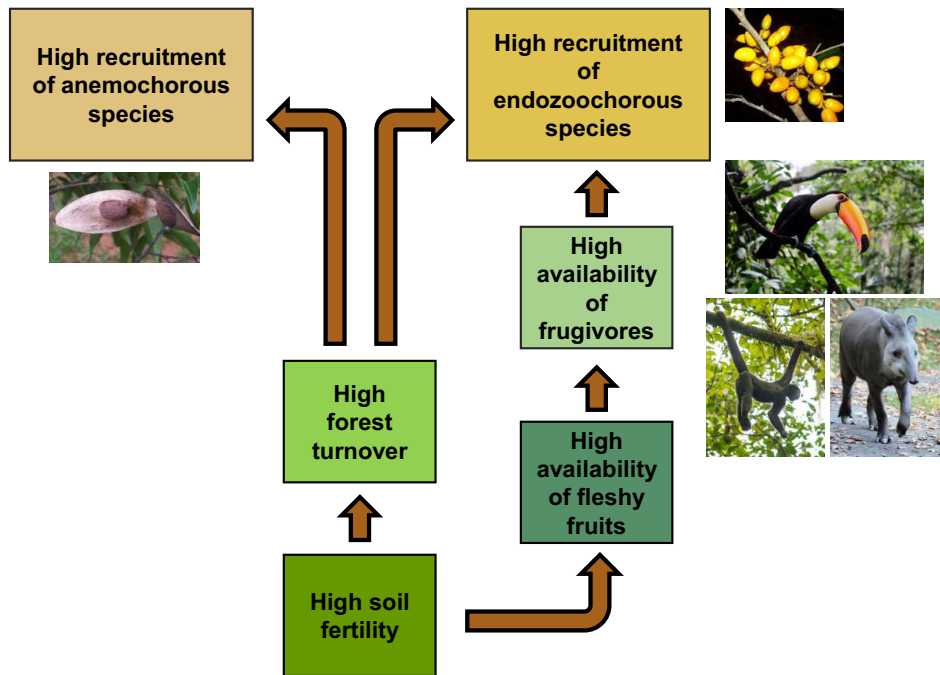 High recruitment
of anemochorous
species
High recruitment
of
endozoochorous
species
High
availability
of
frugivores
High
forest
turnover
High
availability
of fleshy
fruits
High soil
fertility